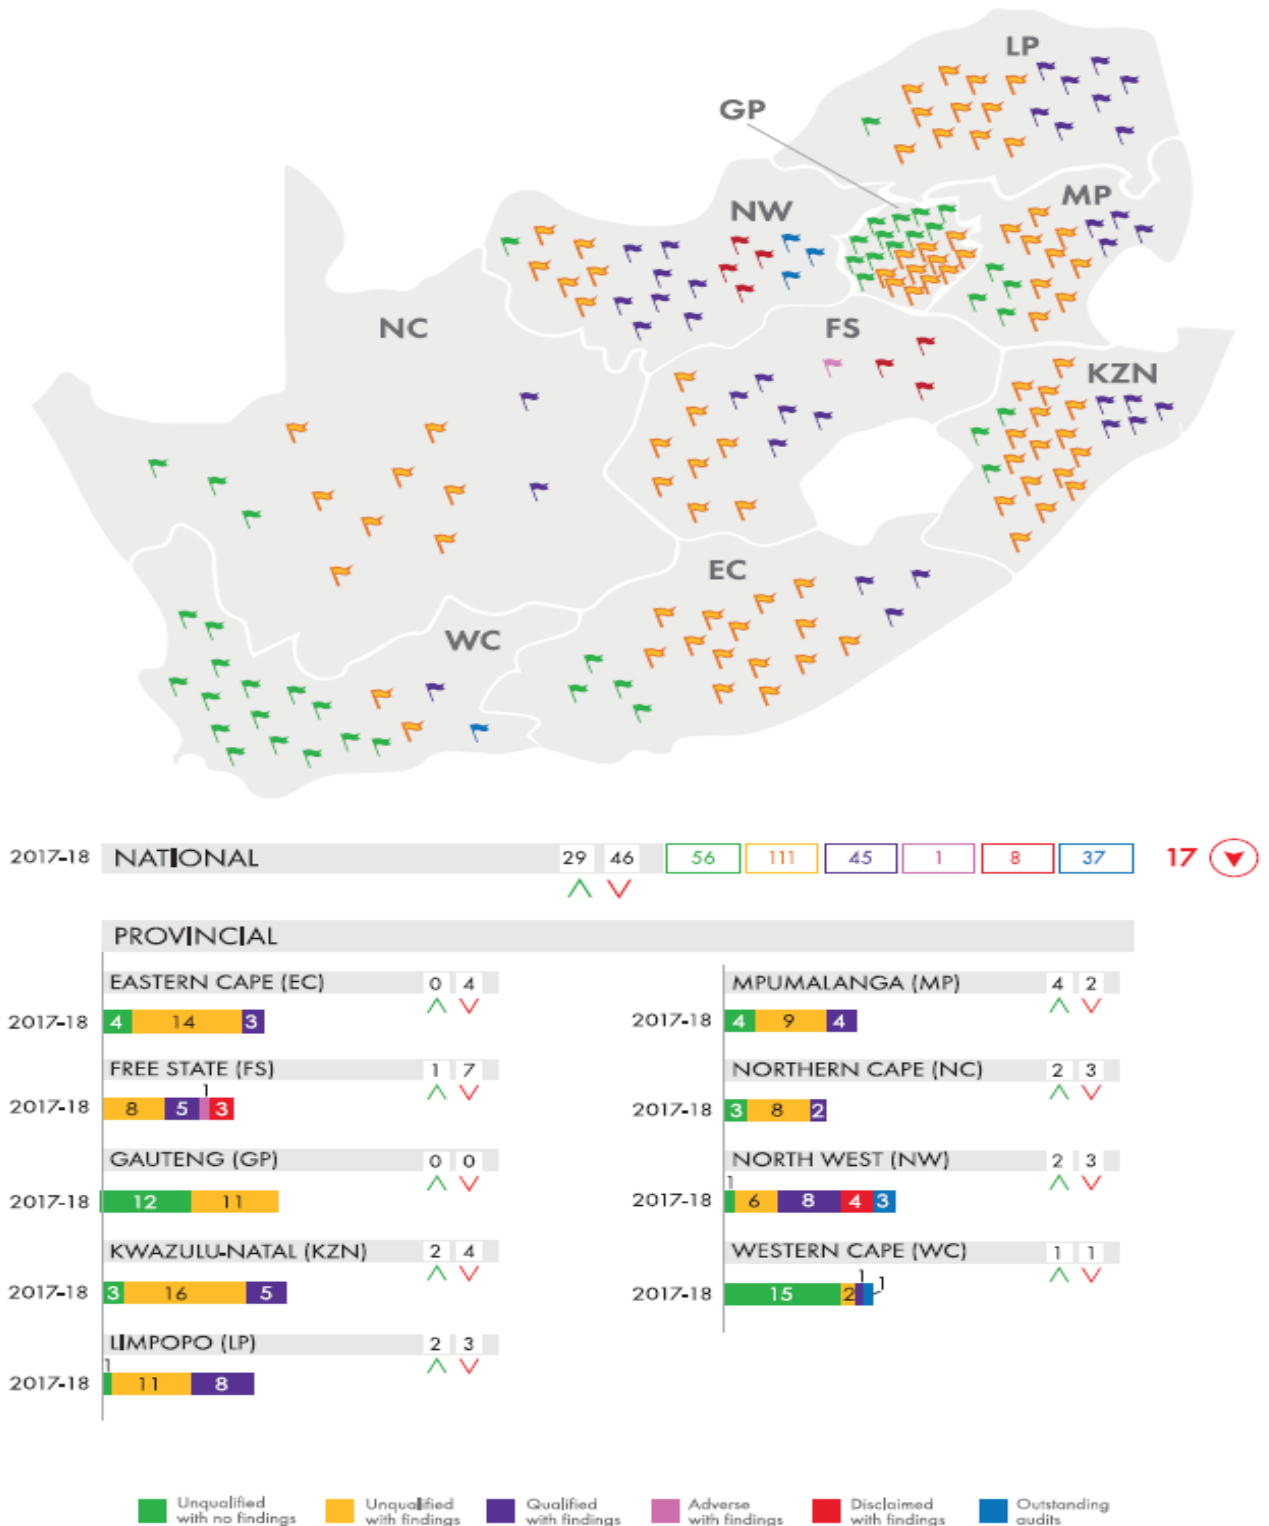 LP
GP
NW
MP
NC
FS
KZN
EC
WC
2017-18 NATIONAL 29 46 56 111 45 1 8 37 17
PROVINCIAL
EASTERN CAPE (EC) 0 4
2017-18 4 14 3
FREE STATE (FS) 1 7
1
2017-18 8 5 3
GAUTENG (GP) 0 0
2017-18 12 11
KWAZULU-NATAL (KZN) 2 4
2017-18 3 16 5
LIMPOPO (LP) 2 3
1
2017-18 11 8
MPUMALANGA (MP) 4 2
2017-18 4 9 4
NORTHERN CAPE (NC) 2 3
2017-18 3 8 2
NORTH WEST (NW) 2 3
1
2017-18 6 8 4 3
WESTERN CAPE (WC) 1 1
1 1
2017-18 15 2
Unqualified
with no findings
Unqualified
with findings
Qualified
with findings
Adverse
with findings
Disclaimed
with findings
Outstanding
audits